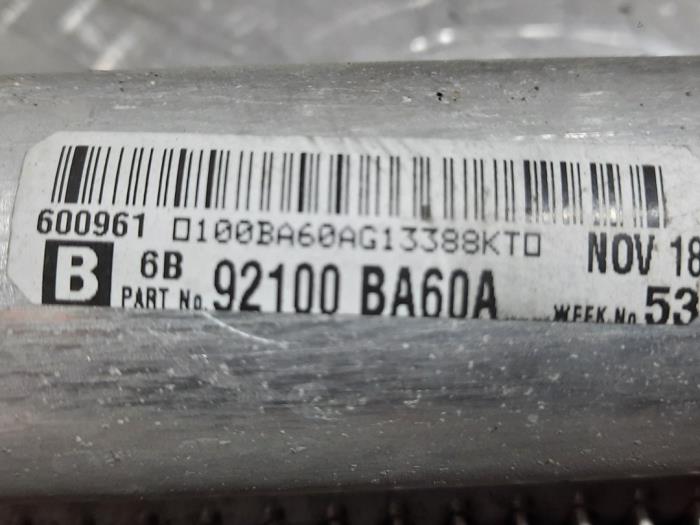 600961 □100BA60AG13388KT□ NOV 18
B 6B
PART No. 92100 BA60A WEEK No 53